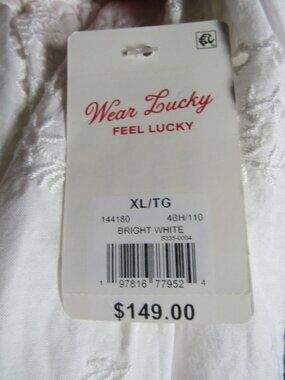 Wear Lucky
FEEL LUCKY
XL/TG
144180 4BH/110
BRIGHT WHITE
S335-0004
1 97816 77952 4
$149.00